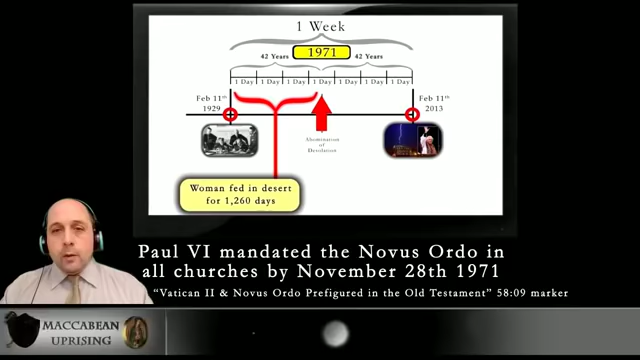 1 Week
1971
42 Years 42 Years
1 Day 1 Day 1 Day 1 Day 1 Day 1 Day 1 Day
Feb 11th
1929
Feb 11th
2013
Abomination
of
Desolation
Woman fed in desert
for 1,260 days
Paul VI mandated the Novus Ordo in
all churches by November 28th 1971
"Vatican II & Novus Ordo Prefigured in the Old Testament" 58:09 marker
MACCABEAN
UPRISING